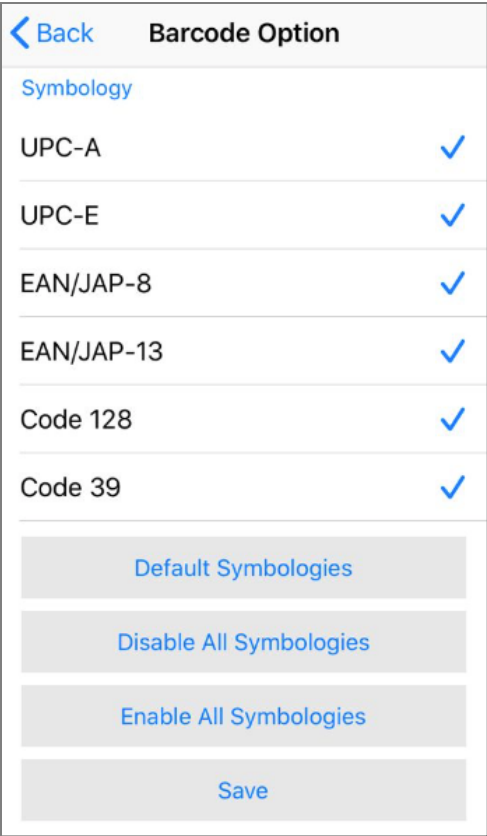 Back Barcode Option
Symbology
UPC-A
UPC-E
EAN/JAP-8
EAN/JAP-13
Code 128
Code 39
Default Symbologies
Disable All Symbologies
Enable All Symbologies
Save